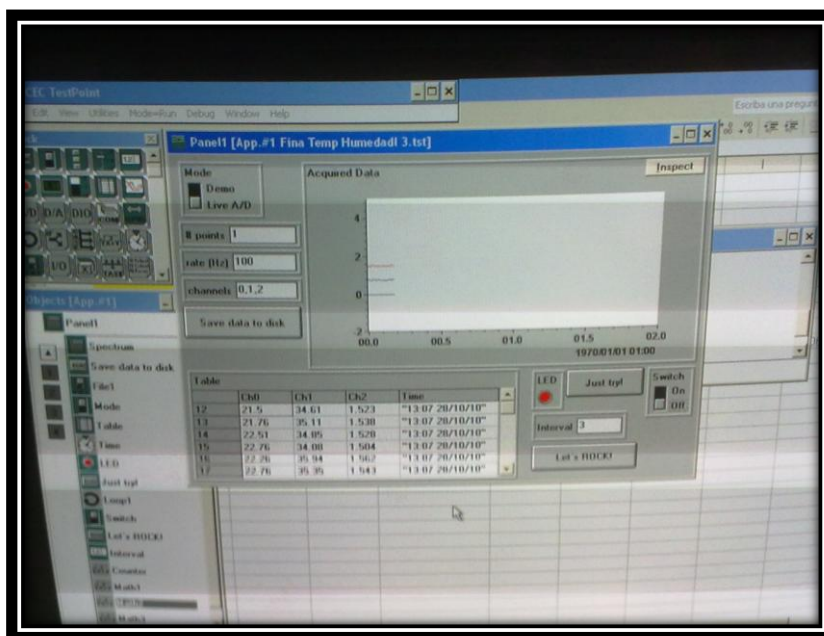 CEC TestPoint
Edit View Utilities Mode=Run Debug Window Help
Escriba una pregun
Panel1 [App.#1 Fina Temp Humedadl 3.tst]
Mode
Demo
Live A/D
# points 1
rate (Hz) 100
channels 0,1,2
Save data to disk
Acquired Data
Inspect
4
2
0
-2
00.0 00.5 01.0 01.5 02.0
1970/01/01 01:00
Table
Ch0 Ch1 Ch2 Time
12 21.5 34.61 1.523 "13:07 28/10/10"
13 21.76 35.11 1.538 "13:07 28/10/10"
14 22.51 34.85 1.528 "13:07 28/10/10"
15 22.76 34.08 1.504 "13:07 28/10/10"
22.26 35.94 1.562 "13:07 28/10/10"
17 22.76 35.35 1.543 "13:07 28/10/10"
LED
Just try!
Switch
On
Off
Interval 3
Let's ROCK!
A/D D/A DIO
I/O
Objects [App.#1]
Panel1
Spectrum
Save data to disk
File1
Mode
Table
Time
LED
Just try!
Loop1
Switch
Let's ROCK!
Interval
Counter
Math1
Math3